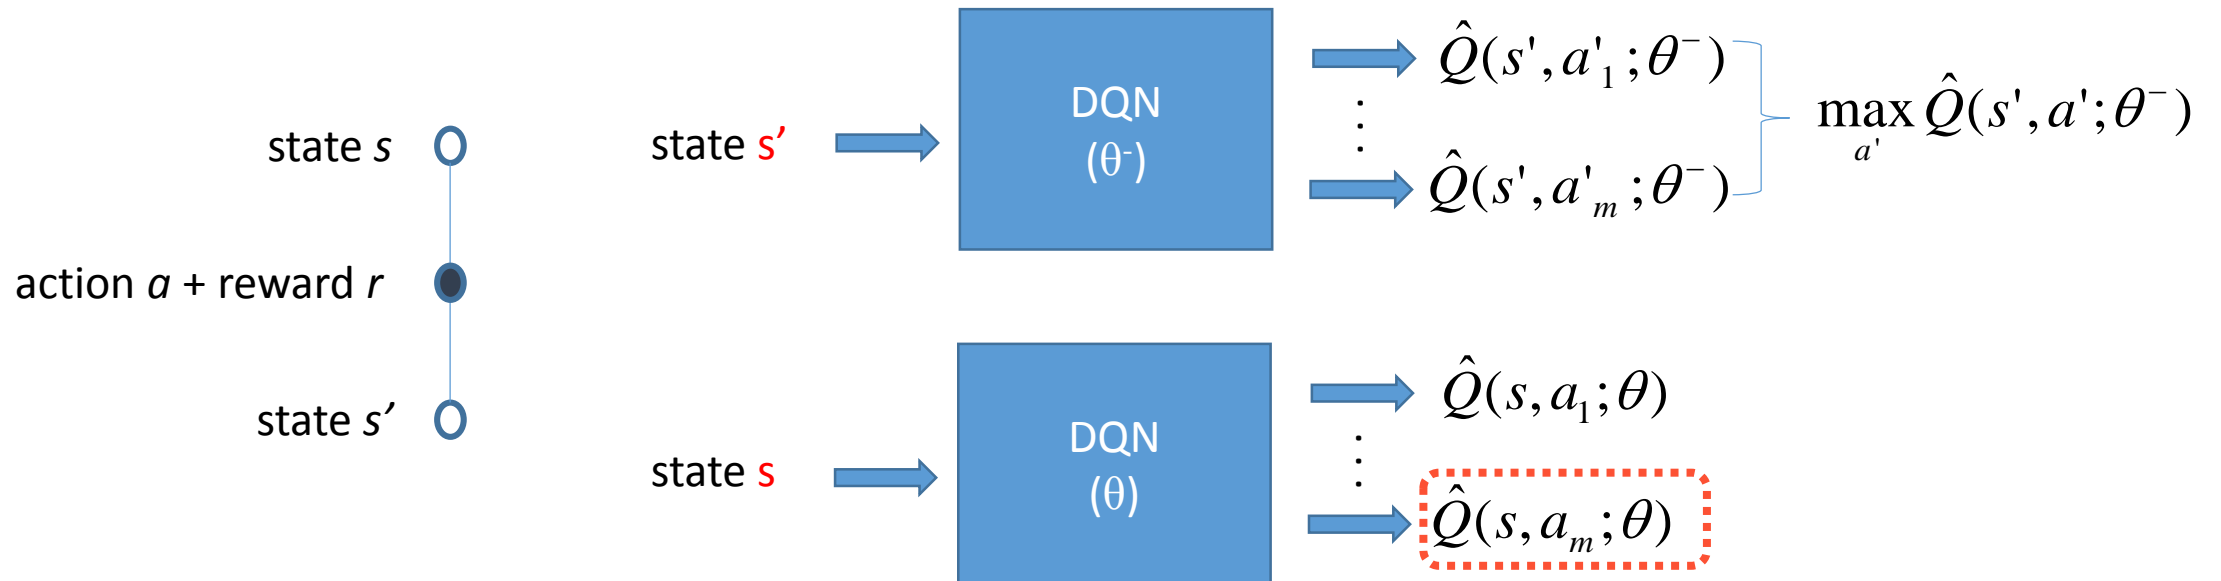 state s
action a + reward r
state s’
state s’
DQN
(θ⁻)
Q̂(s', a'₁; θ⁻)
⋮
Q̂(s', a'ₘ; θ⁻)
max Q̂(s', a'; θ⁻)
a'
state s
DQN
(θ)
Q̂(s, a₁; θ)
⋮
Q̂(s, aₘ; θ)